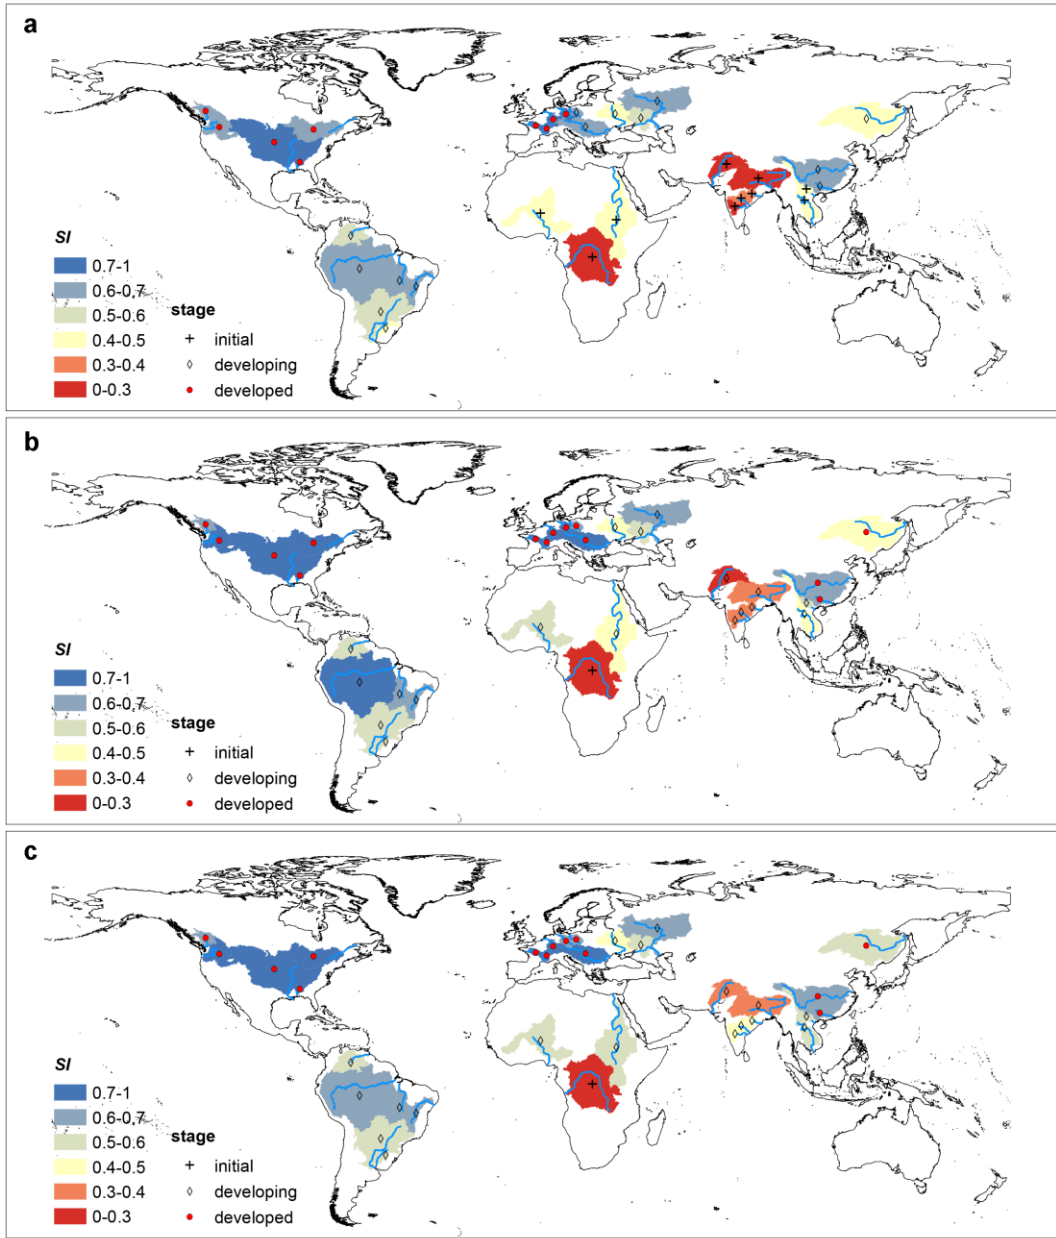 a
SI
0.7-1
0.6-0.7
0.5-0.6
0.4-0.5
0.3-0.4
0-0.3
stage
initial
developing
developed
b
SI
0.7-1
0.6-0.7
0.5-0.6
0.4-0.5
0.3-0.4
0-0.3
stage
initial
developing
developed
c
SI
0.7-1
0.6-0.7
0.5-0.6
0.4-0.5
0.3-0.4
0-0.3
stage
initial
developing
developed